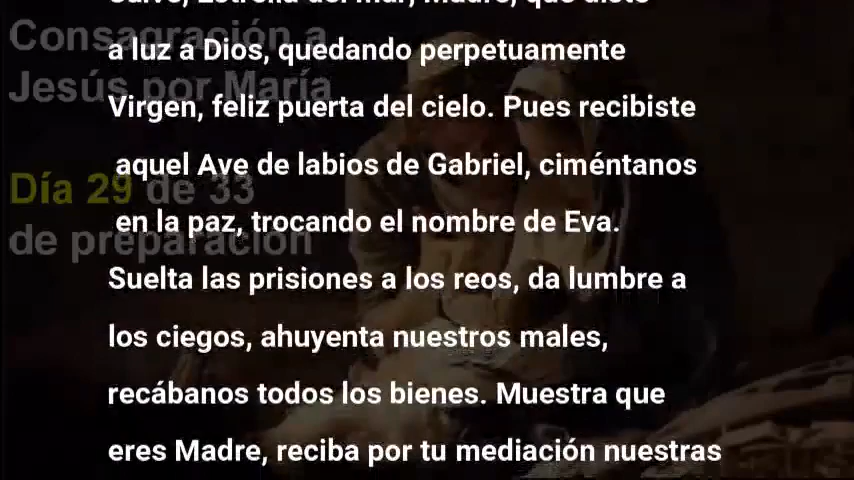 Salve, Estrella del mar, Madre, que diste
a luz a Dios, quedando perpetuamente
Virgen, feliz puerta del cielo. Pues recibiste
aquel Ave de labios de Gabriel, ciméntanos
en la paz, trocando el nombre de Eva.
Suelta las prisiones a los reos, da lumbre a
los ciegos, ahuyenta nuestros males,
recábanos todos los bienes. Muestra que
eres Madre, reciba por tu mediación nuestras
Consagración a
Jesús por María
Día 29 de 33
de preparación